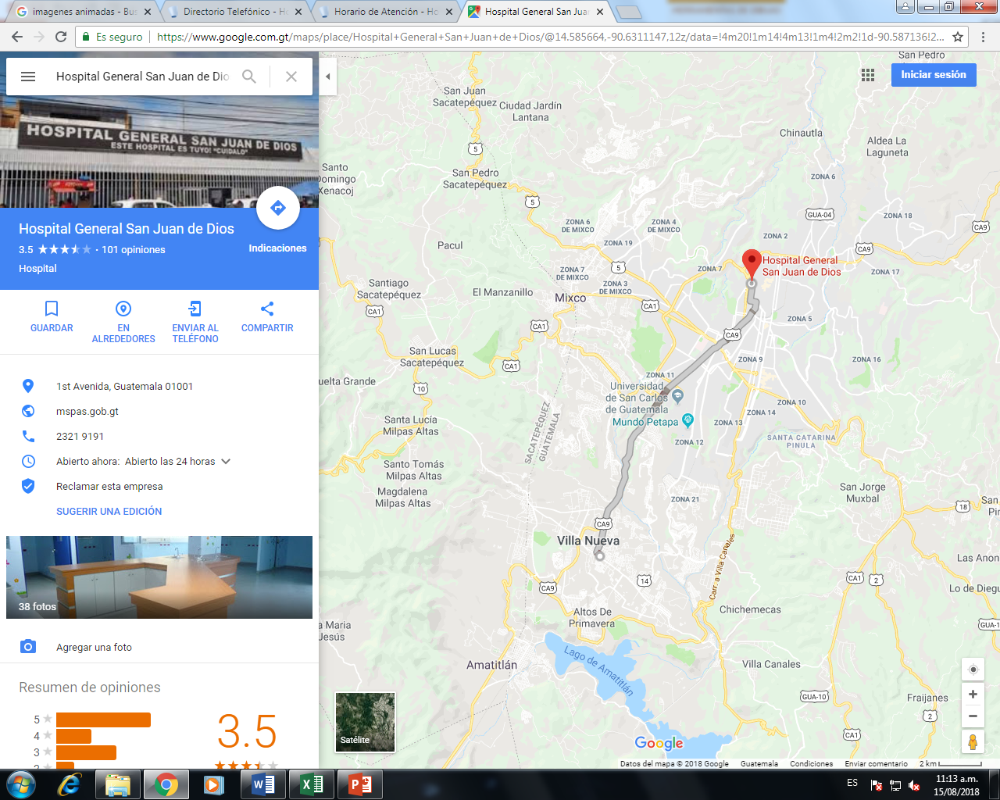 imagenes animadas - Bus
Directorio Telefónico - H
Horario de Atención - Ho
Hospital General San Juan
Es seguro
https://www.google.com.gt/maps/place/Hospital+General+San+Juan+de+Dios/@14.585664,-90.6311147,12z/data=!4m20!1m14!4m13!1m4!2m2!1d-90.587136!2...
Hospital General San Juan de Dio
Iniciar sesión
HOSPITAL GENERAL SAN JUAN DE DIOS
ESTE HOSPITAL ES TUYO! "CUIDALO"
Hospital General San Juan de Dios
3.5
101 opiniones
Hospital
Indicaciones
GUARDAR
EN
ALREDEDORES
ENVIAR AL
TELÉFONO
COMPARTIR
1st Avenida, Guatemala 01001
mspas.gob.gt
2321 9191
Abierto ahora: Abierto las 24 horas
Reclamar esta empresa
SUGERIR UNA EDICIÓN
38 fotos
Agregar una foto
Resumen de opiniones
5
4
3
3.5
San Pedro
San Juan
Sacatepéquez
Ciudad Jardín
Lantana
Chinautla
Aldea La
Laguneta
5
Santo
Domingo
Xenacoj
San Pedro
Sacatepéquez
ZONA 6
5
GUA-04
ZONA 18
CA9
ZONA 6
DE MIXCO
ZONA 4
DE MIXCO
ZONA 2
Pacul
ZONA 19
CA9
Hospital General
San Juan de Dios
ZONA 7
DE MIXCO
5
ZONA 7
ZONA 17
Santiago
Sacatepéquez
El Manzanillo
ZONA 3
DE MIXCO
Mixco
CA1
CA1
CA1
ZONA 5
CA9
San Lucas
Sacatepéquez
CA1
ZONA 9
ZONA 16
uelta Grande
10
ZONA 11
Universidad
de San Carlos
de Guatemala
ZONA 10
ZONA 14
Santa Lucía
Milpas Altas
SACATEPÉQUEZ
GUATEMALA
Mundo Petapa
ZONA 13
SANTA CATARINA
PINULA
ZONA 12
Santo Tomás
Milpas Altas
Magdalena
Milpas Altas
ZONA 21
San Jorge
Muxbal
18
San
Pin
CA9
Villa Nueva
Carr. a Villa Canales
Las Anon
14
CA9
CA1
2
Lo de Diegu
Altos De
Primavera
Chichemecas
a Maria
Jesús
GUA-1
Amatitlán
Lago de Amatitlán
Villa Canales
GUA-10
Fraijanes
2
Satélite
CA1
Google
Datos del mapa © 2018 Google
Guatemala
Condiciones
Enviar comentario
2 km
ES
11:13 a.m.
15/08/2018